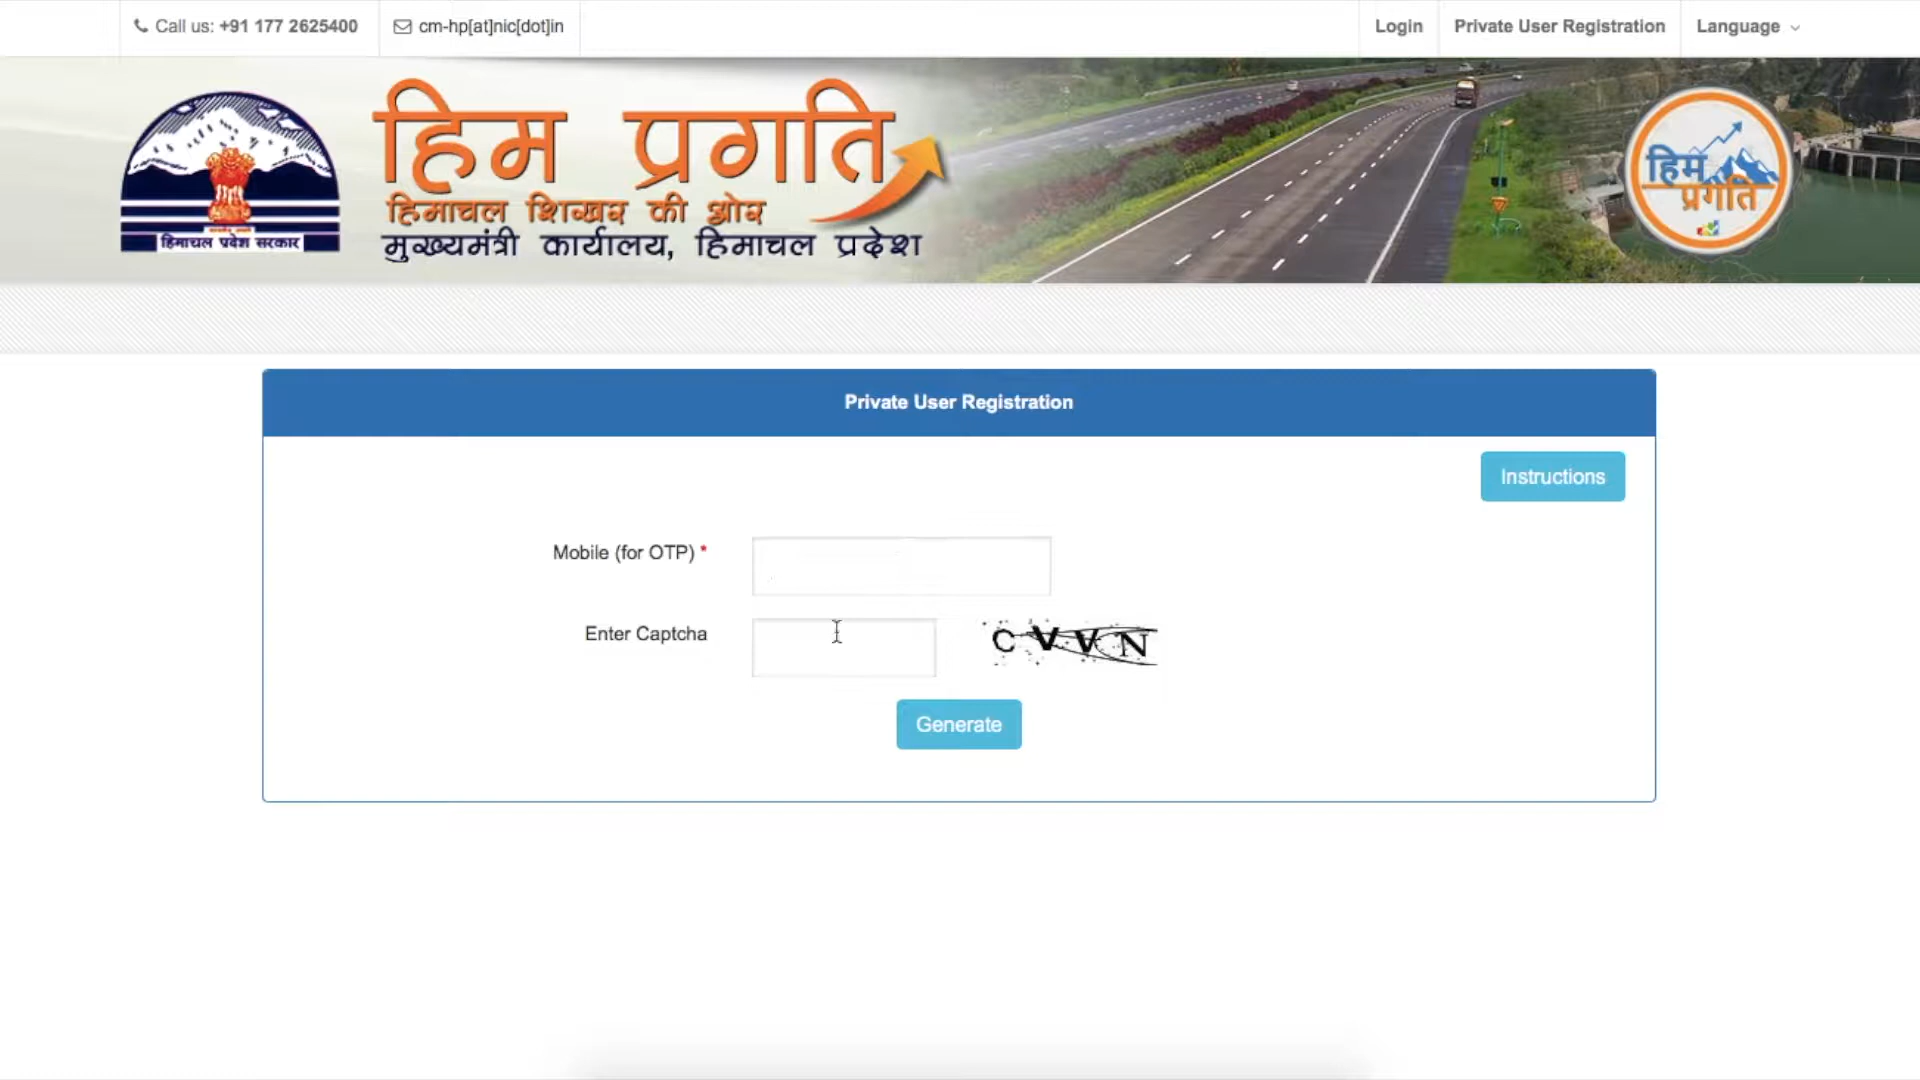 Call us: +91 177 2625400
cm-hp[at]nic[dot]in
Login
Private User Registration
Language
हिमाचल प्रदेश सरकार
हिम प्रगति
हिमाचल शिखर की ओर
मुख्यमंत्री कार्यालय, हिमाचल प्रदेश
हिम
प्रगति
Private User Registration
Instructions
Mobile (for OTP) *
Enter Captcha
C V V N
Generate